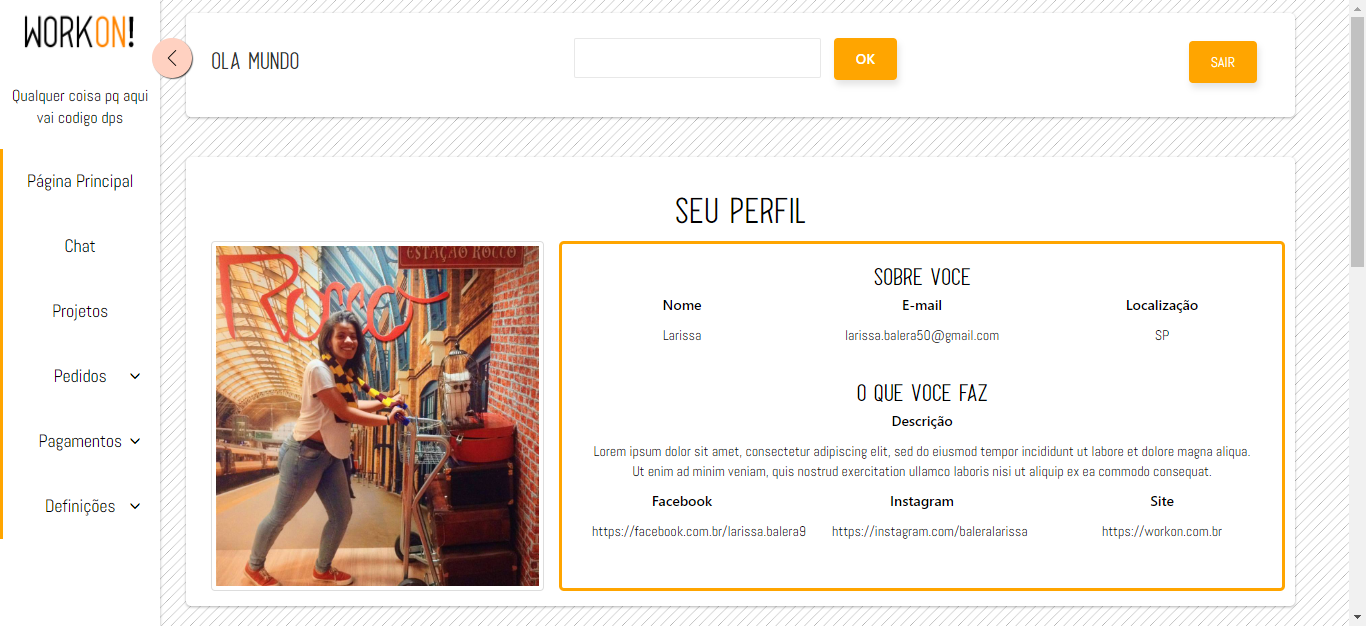 WORKON!
Qualquer coisa pq aqui
vai codigo dps
Página Principal
Chat
Projetos
Pedidos
Pagamentos
Definições
OLA MUNDO
OK
SAIR
SEU PERFIL
ESTAÇÃO ROCCO
Rocco
SOBRE VOCE
Nome E-mail Localização
Larissa larissa.balera50@gmail.com SP
O QUE VOCE FAZ
Descrição
Lorem ipsum dolor sit amet, consectetur adipiscing elit, sed do eiusmod tempor incididunt ut labore et dolore magna aliqua.
Ut enim ad minim veniam, quis nostrud exercitation ullamco laboris nisi ut aliquip ex ea commodo consequat.
Facebook Instagram Site
https://facebook.com.br/larissa.balera9 https://instagram.com/baleralarissa https://workon.com.br